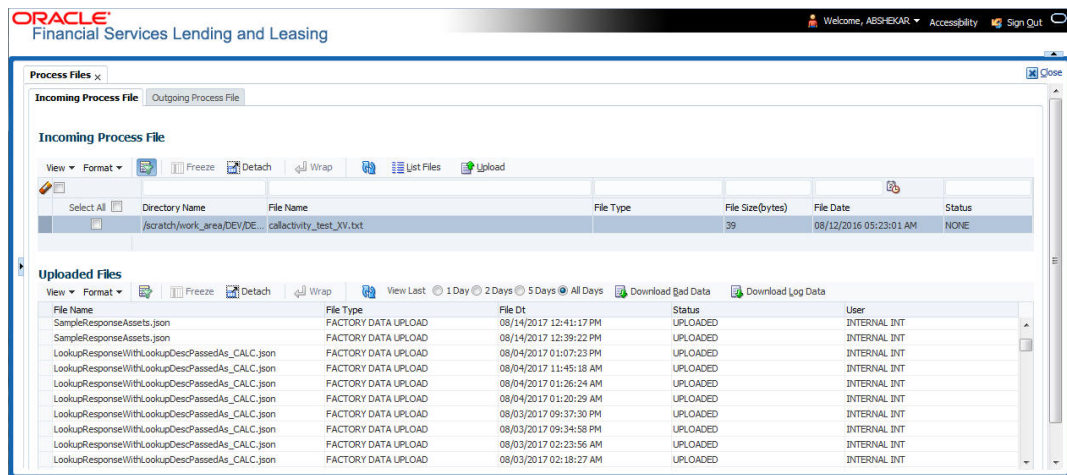 ORACLE
Financial Services Lending and Leasing
Welcome, ABSHEKAR Accessibility Sign Out
Process Files x
Close
Incoming Process File Outgoing Process File
Incoming Process File
View Format Freeze Detach Wrap List Files Upload
Select All Directory Name File Name File Type File Size(bytes) File Date Status
/scratch/work_area/DEV/DE... callactivity_test_XV.txt 39 08/12/2016 05:23:01 AM NONE
Uploaded Files
View Format Freeze Detach Wrap View Last 1 Day 2 Days 5 Days All Days Download Bad Data Download Log Data
File Name File Type File Dt Status User
SampleResponseAssets.json FACTORY DATA UPLOAD 08/14/2017 12:41:17 PM UPLOADED INTERNAL INT
SampleResponseAssets.json FACTORY DATA UPLOAD 08/14/2017 12:39:22 PM UPLOADED INTERNAL INT
LookupResponseWithLookupDescPassedAs_CALC.json FACTORY DATA UPLOAD 08/04/2017 01:07:23 PM UPLOADED INTERNAL INT
LookupResponseWithLookupDescPassedAs_CALC.json FACTORY DATA UPLOAD 08/04/2017 11:45:18 AM UPLOADED INTERNAL INT
LookupResponseWithLookupDescPassedAs_CALC.json FACTORY DATA UPLOAD 08/04/2017 01:26:24 AM UPLOADED INTERNAL INT
LookupResponseWithLookupDescPassedAs_CALC.json FACTORY DATA UPLOAD 08/04/2017 01:20:29 AM UPLOADED INTERNAL INT
LookupResponseWithLookupDescPassedAs_CALC.json FACTORY DATA UPLOAD 08/03/2017 09:37:30 PM UPLOADED INTERNAL INT
LookupResponseWithLookupDescPassedAs_CALC.json FACTORY DATA UPLOAD 08/03/2017 09:34:58 PM UPLOADED INTERNAL INT
LookupResponseWithLookupDescPassedAs_CALC.json FACTORY DATA UPLOAD 08/03/2017 02:23:56 AM UPLOADED INTERNAL INT
LookupResponseWithLookupDescPassedAs_CALC.json FACTORY DATA UPLOAD 08/03/2017 02:18:27 AM UPLOADED INTERNAL INT